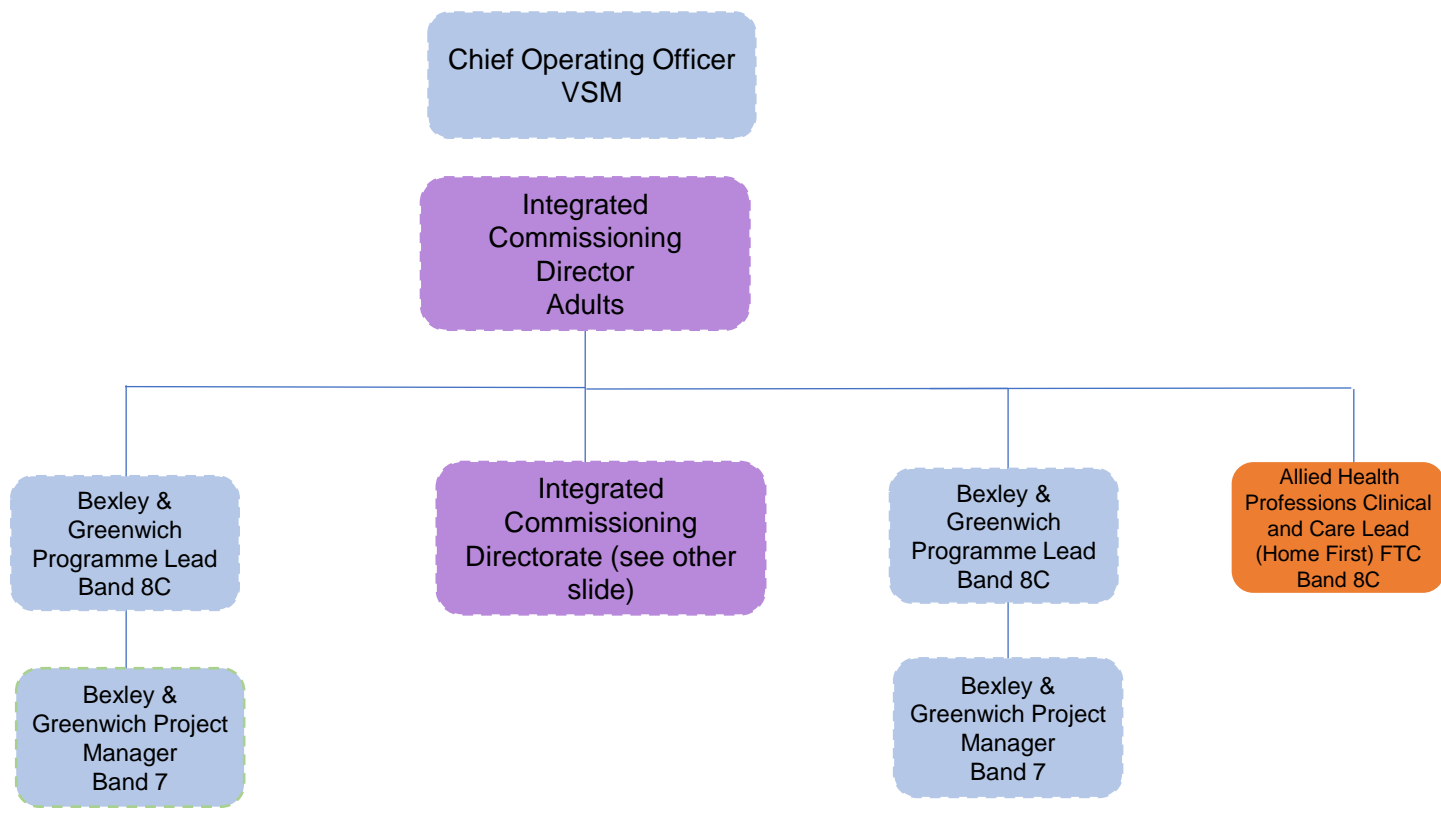 Chief Operating Officer
VSM
Integrated
Commissioning
Director
Adults
Bexley &
Greenwich
Programme Lead
Band 8C
Integrated
Commissioning
Directorate (see other
slide)
Bexley &
Greenwich
Programme Lead
Band 8C
Allied Health
Professions Clinical
and Care Lead
(Home First) FTC
Band 8C
Bexley &
Greenwich Project
Manager
Band 7
Bexley &
Greenwich Project
Manager
Band 7